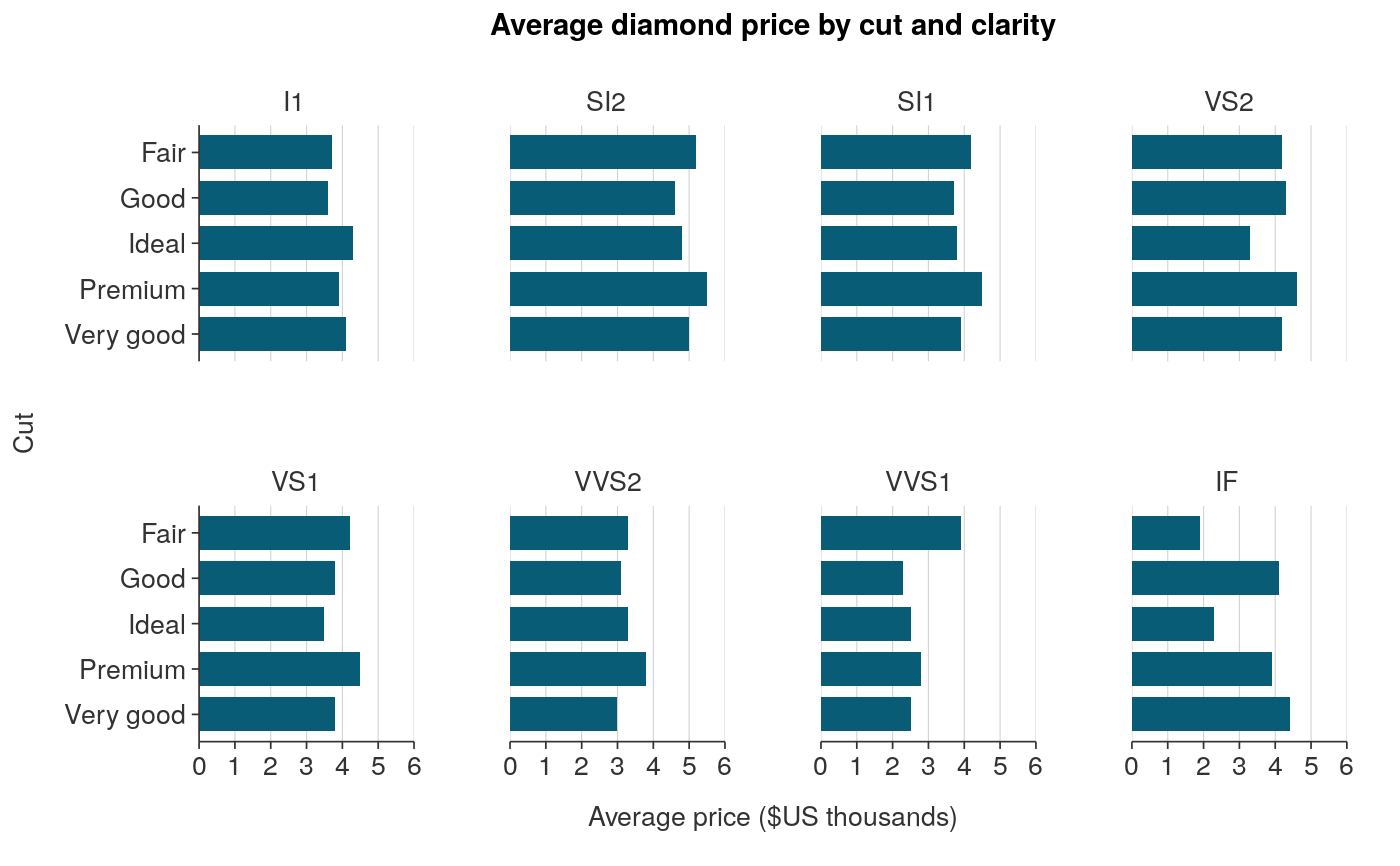 Average diamond price by cut and clarity
I1
SI2
SI1
VS2
Fair
Good
Ideal
Premium
Very good
Cut
VS1
VVS2
VVS1
IF
Fair
Good
Ideal
Premium
Very good
0 1 2 3 4 5 6
0 1 2 3 4 5 6
0 1 2 3 4 5 6
0 1 2 3 4 5 6
Average price ($US thousands)